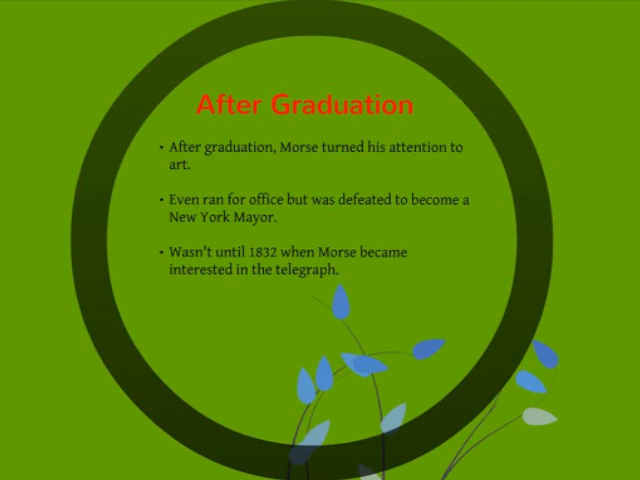 After Graduation
• After graduation, Morse turned his attention to
art.
• Even ran for office but was defeated to become a
New York Mayor.
• Wasn't until 1832 when Morse became
interested in the telegraph.